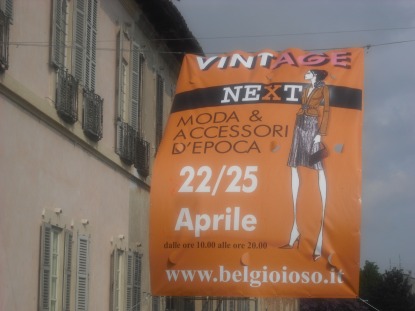 VINTAGE
NEXT
MODA &
ACCESSORI
D'EPOCA
22/25
Aprile
dalle ore 10.00 alle ore 20.00
www.belgioioso.it